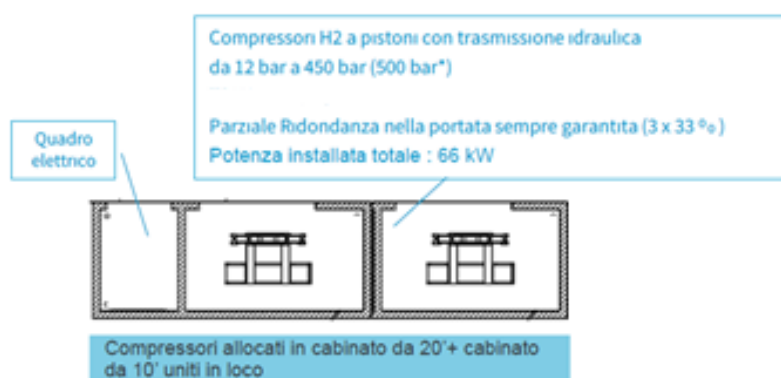 Compressori H2 a pistoni con trasmissione idraulica
da 12 bar a 450 bar (500 bar*)
Parziale Ridondanza nella portata sempre garantita (3 x 33 %)
Potenza installata totale : 66 kW
Quadro
elettrico
Compressori allocati in cabinato da 20'+ cabinato
da 10' uniti in loco